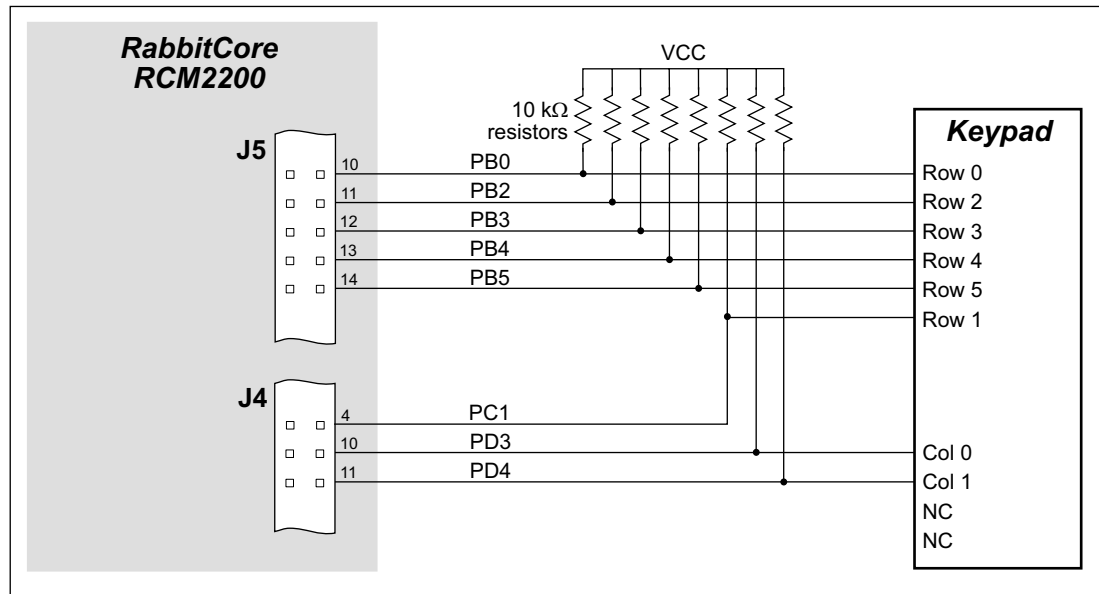 RabbitCore
RCM2200
VCC
10 kΩ
resistors
Keypad
J5
10 PB0 Row 0
11 PB2 Row 2
12 PB3 Row 3
13 PB4 Row 4
14 PB5 Row 5
Row 1
J4
4 PC1
10 PD3 Col 0
11 PD4 Col 1
NC
NC